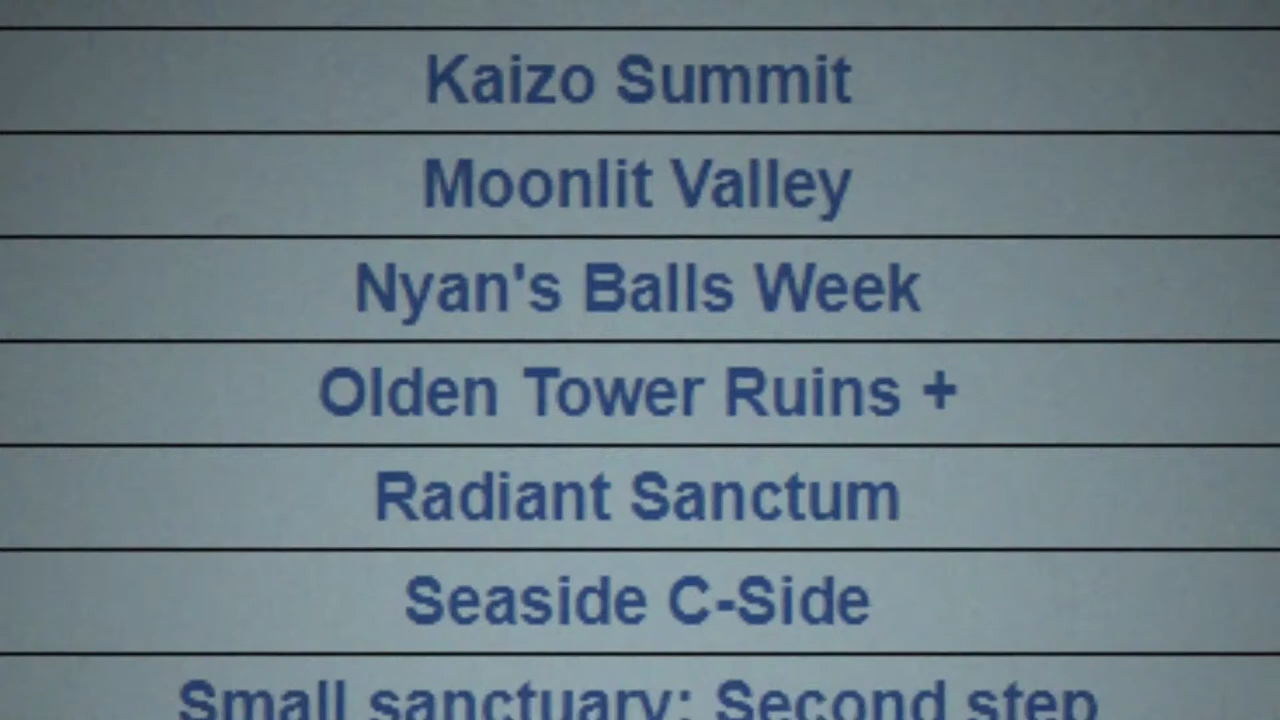 Kaizo Summit
Moonlit Valley
Nyan's Balls Week
Olden Tower Ruins +
Radiant Sanctum
Seaside C-Side
Small sanctuary: Second step